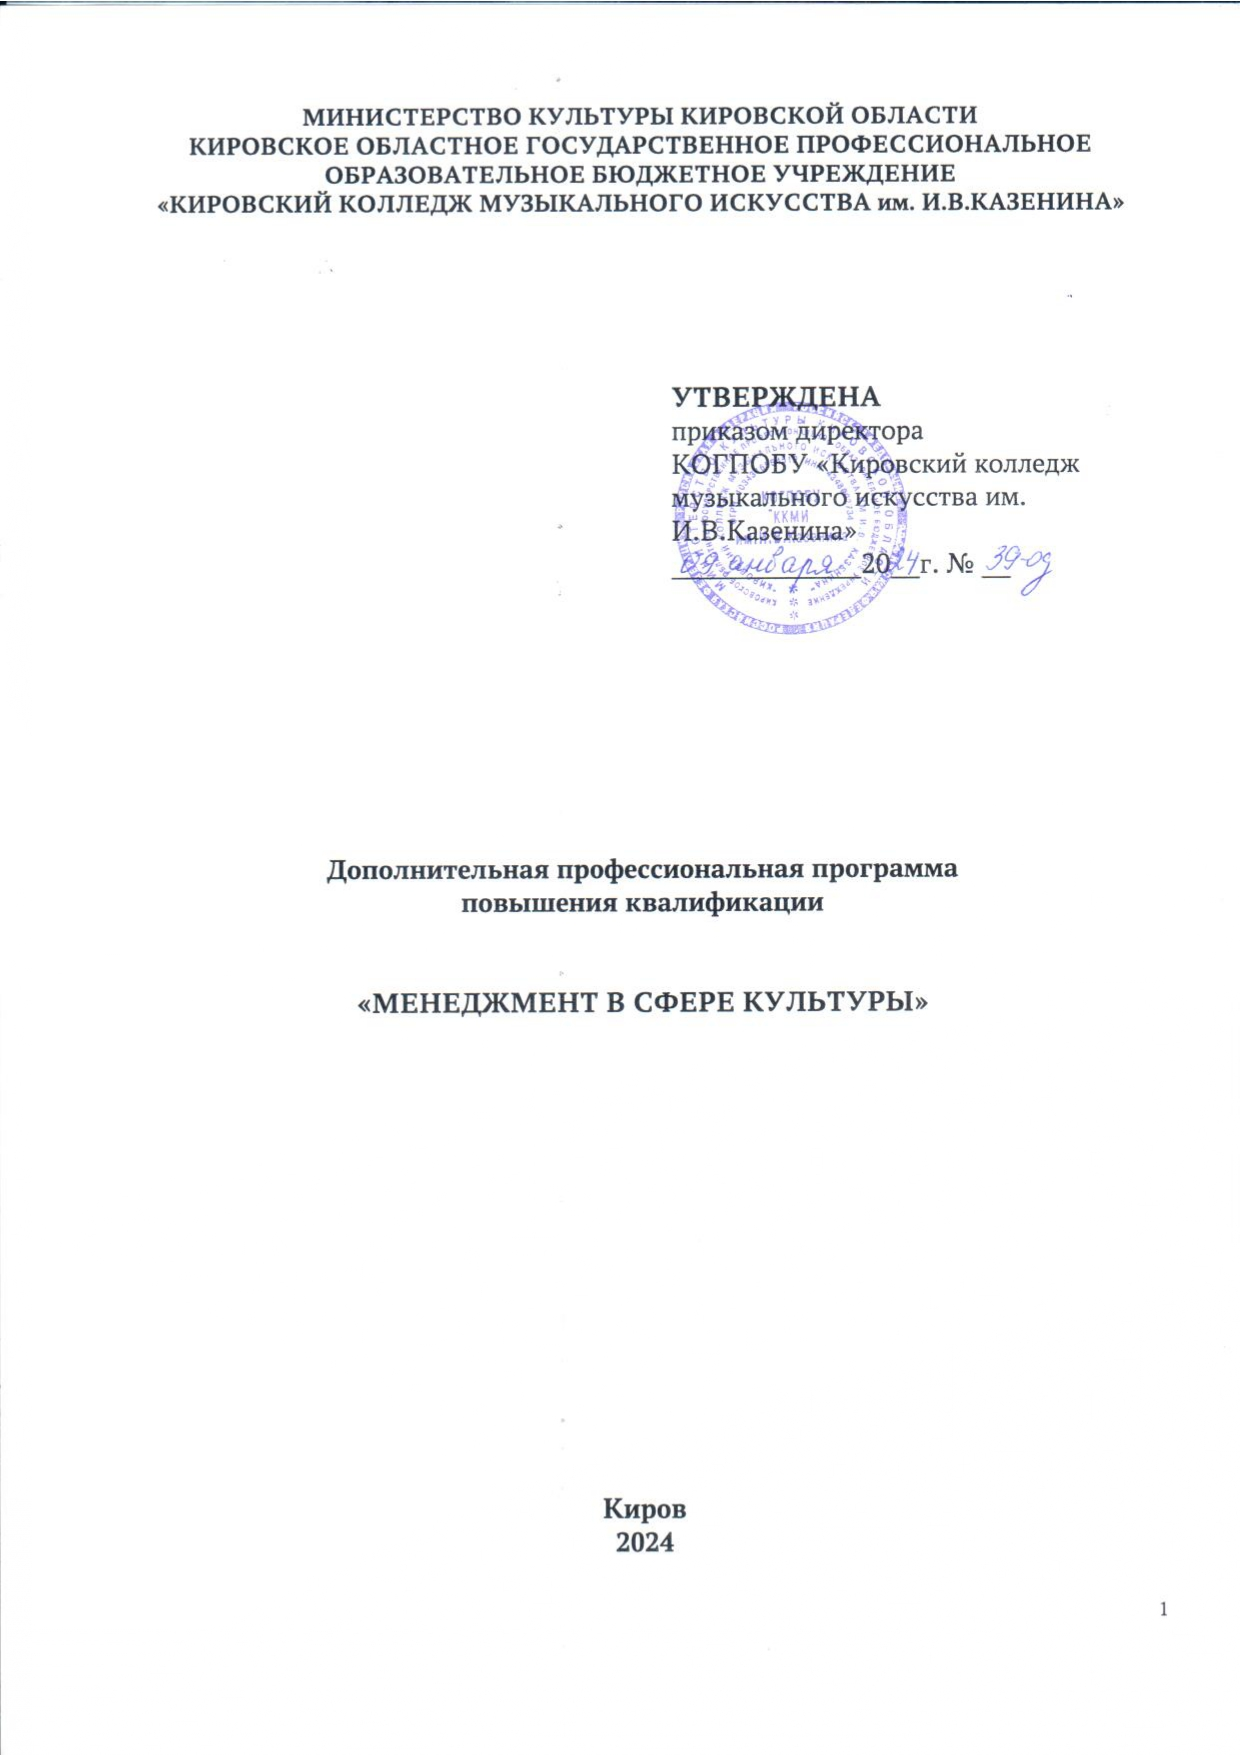 МИНИСТЕРСТВО КУЛЬТУРЫ КИРОВСКОЙ ОБЛАСТИ
КИРОВСКОЕ ОБЛАСТНОЕ ГОСУДАРСТВЕННОЕ ПРОФЕССИОНАЛЬНОЕ
ОБРАЗОВАТЕЛЬНОЕ БЮДЖЕТНОЕ УЧРЕЖДЕНИЕ
«КИРОВСКИЙ КОЛЛЕДЖ МУЗЫКАЛЬНОГО ИСКУССТВА им. И.В.КАЗЕНИНА»
УТВЕРЖДЕНА
приказом директора
КОГПОБУ «Кировский колледж
музыкального искусства им.
И.В.Казенина»
января 2024г. № 39-од
ККМИ
Дополнительная профессиональная программа
повышения квалификации
«МЕНЕДЖМЕНТ В СФЕРЕ КУЛЬТУРЫ»
Киров
2024
1